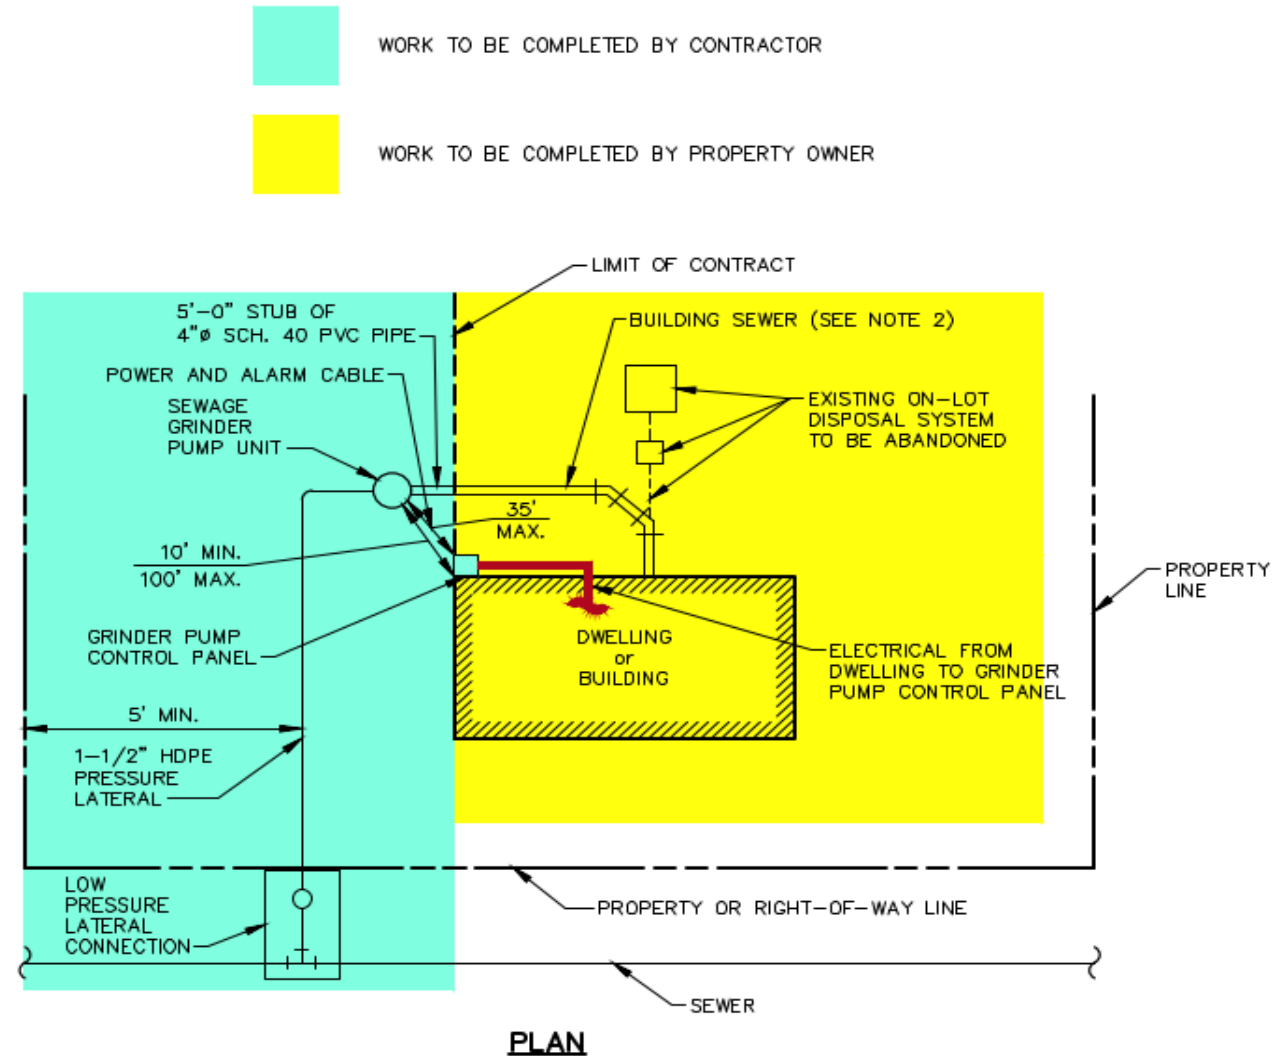 WORK TO BE COMPLETED BY CONTRACTOR
WORK TO BE COMPLETED BY PROPERTY OWNER
LIMIT OF CONTRACT
5'-0" STUB OF
4"ø SCH. 40 PVC PIPE
BUILDING SEWER (SEE NOTE 2)
POWER AND ALARM CABLE
SEWAGE
GRINDER
PUMP UNIT
EXISTING ON-LOT
DISPOSAL SYSTEM
TO BE ABANDONED
35'
MAX.
10' MIN.
100' MAX.
PROPERTY
LINE
GRINDER PUMP
CONTROL PANEL
DWELLING
or
BUILDING
ELECTRICAL FROM
DWELLING TO GRINDER
PUMP CONTROL PANEL
5' MIN.
1-1/2" HDPE
PRESSURE
LATERAL
LOW
PRESSURE
LATERAL
CONNECTION
PROPERTY OR RIGHT-OF-WAY LINE
SEWER
PLAN